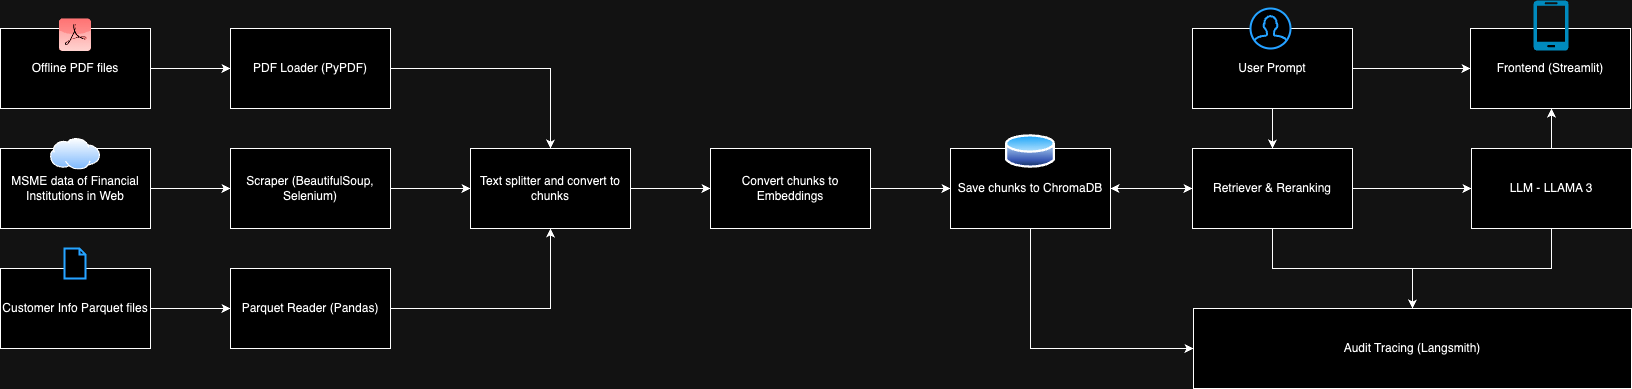 Offline PDF files
PDF Loader (PyPDF)
User Prompt
Frontend (Streamlit)
MSME data of Financial
Institutions in Web
Scraper (BeautifulSoup,
Selenium)
Text splitter and convert to
chunks
Convert chunks to
Embeddings
Save chunks to ChromaDB
Retriever & Reranking
LLM - LLAMA 3
Customer Info Parquet files
Parquet Reader (Pandas)
Audit Tracing (Langsmith)